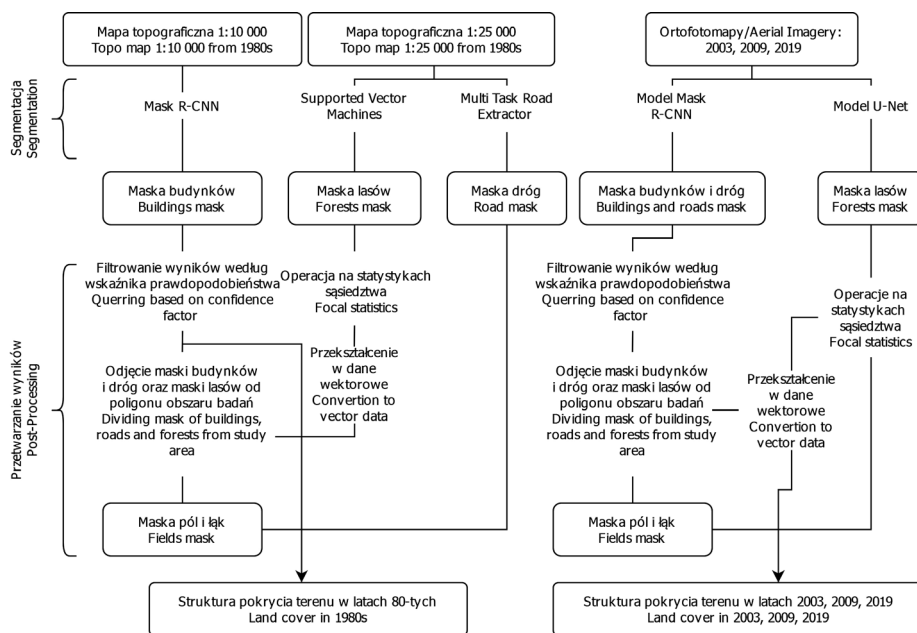 Mapa topograficzna 1:10 000
Topo map 1:10 000 from 1980s
Mapa topograficzna 1:25 000
Topo map 1:25 000 from 1980s
Ortofotomapy/Aerial Imagery:
2003, 2009, 2019
Segmentacja
Segmentation
Mask R-CNN
Supported Vector
Machines
Multi Task Road
Extractor
Model Mask
R-CNN
Model U-Net
Maska budynków
Buildings mask
Maska lasów
Forests mask
Maska dróg
Road mask
Maska budynków i dróg
Buildings and roads mask
Maska lasów
Forests mask
Przetwarzanie wyników
Post-Processing
Filtrowanie wyników według
wskaźnika prawdopodobieństwa
Querring based on confidence
factor
Operacja na statystykach
sąsiedztwa
Focal statistics
Filtrowanie wyników według
wskaźnika prawdopodobieństwa
Querring based on confidence
factor
Operacje na
statystykach
sąsiedztwa
Focal statistics
Odjęcie maski budynków
i dróg oraz maski lasów od
poligonu obszaru badań
Dividing mask of buildings,
roads and forests from study
area
Przekształcenie
w dane
wektorowe
Convertion to
vector data
Odjęcie maski budynków
i dróg oraz maski lasów od
poligonu obszaru badań
Dividing mask of buildings,
roads and forests from study
area
Przekształcenie
w dane
wektorowe
Convertion to
vector data
Maska pól i łąk
Fields mask
Maska pól i łąk
Fields mask
Struktura pokrycia terenu w latach 80-tych
Land cover in 1980s
Struktura pokrycia terenu w latach 2003, 2009, 2019
Land cover in 2003, 2009, 2019